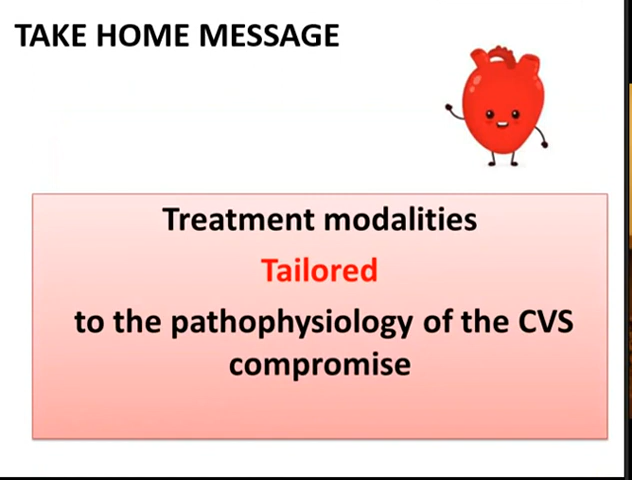 TAKE HOME MESSAGE
Treatment modalities
Tailored
to the pathophysiology of the CVS
compromise